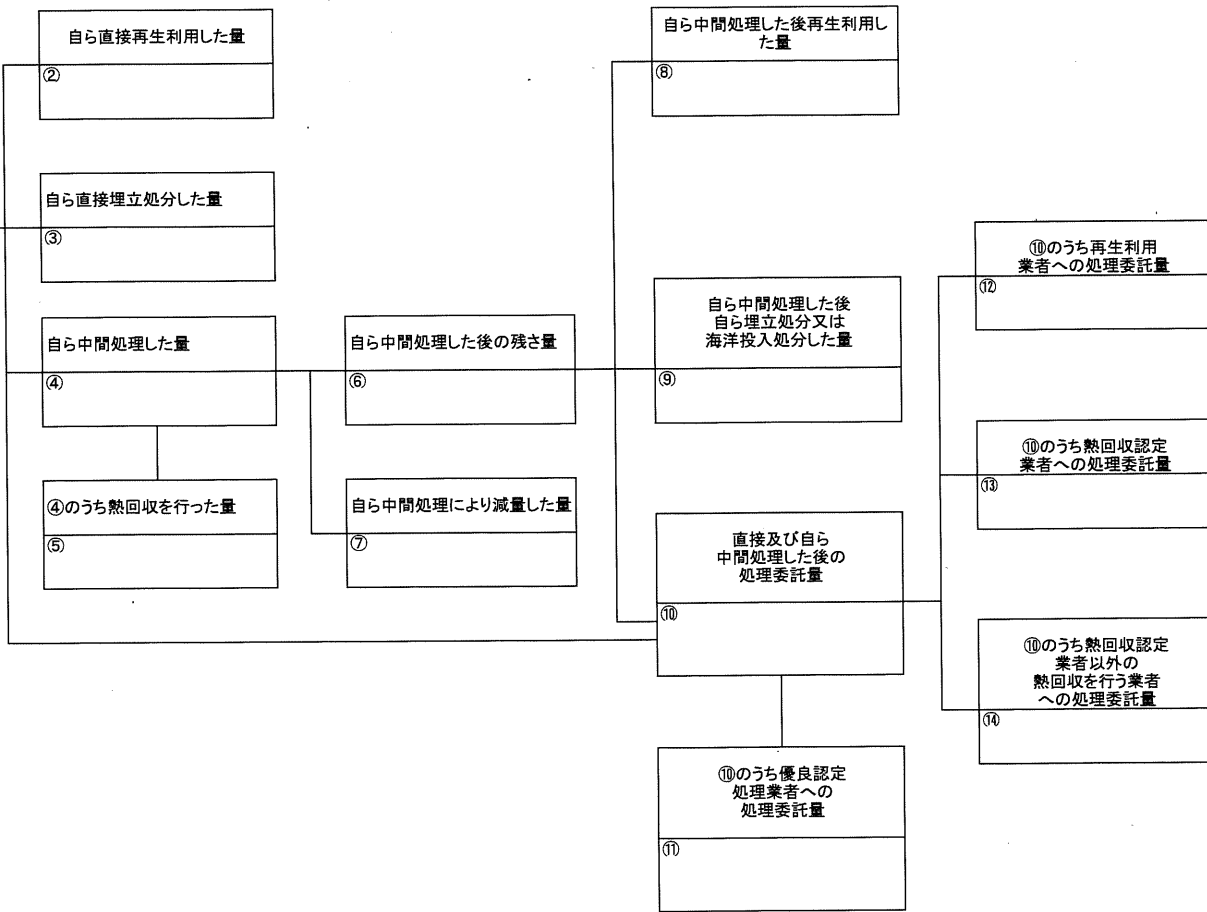 自ら直接再生利用した量
②
自ら直接埋立処分した量
③
自ら中間処理した量
④
④のうち熱回収を行った量
⑤
自ら中間処理した後の残さ量
⑥
自ら中間処理により減量した量
⑦
自ら中間処理した後再生利用し
た量
⑧
自ら中間処理した後
自ら埋立処分又は
海洋投入処分した量
⑨
直接及び自ら
中間処理した後の
処理委託量
⑩
⑩のうち優良認定
処理業者への
処理委託量
⑪
⑩のうち再生利用
業者への処理委託量
⑫
⑩のうち熱回収認定
業者への処理委託量
⑬
⑩のうち熱回収認定
業者以外の
熱回収を行う業者
への処理委託量
⑭